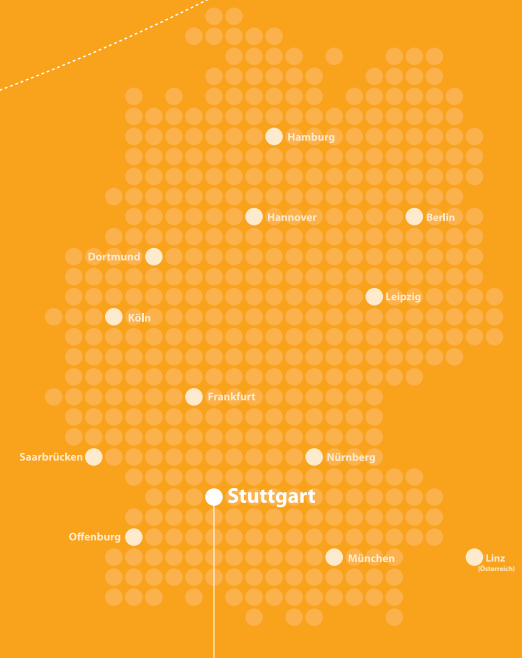 Hamburg
Hannover
Berlin
Dortmund
Leipzig
Köln
Frankfurt
Saarbrücken
Nürnberg
Stuttgart
Offenburg
München
Linz
(Österreich)